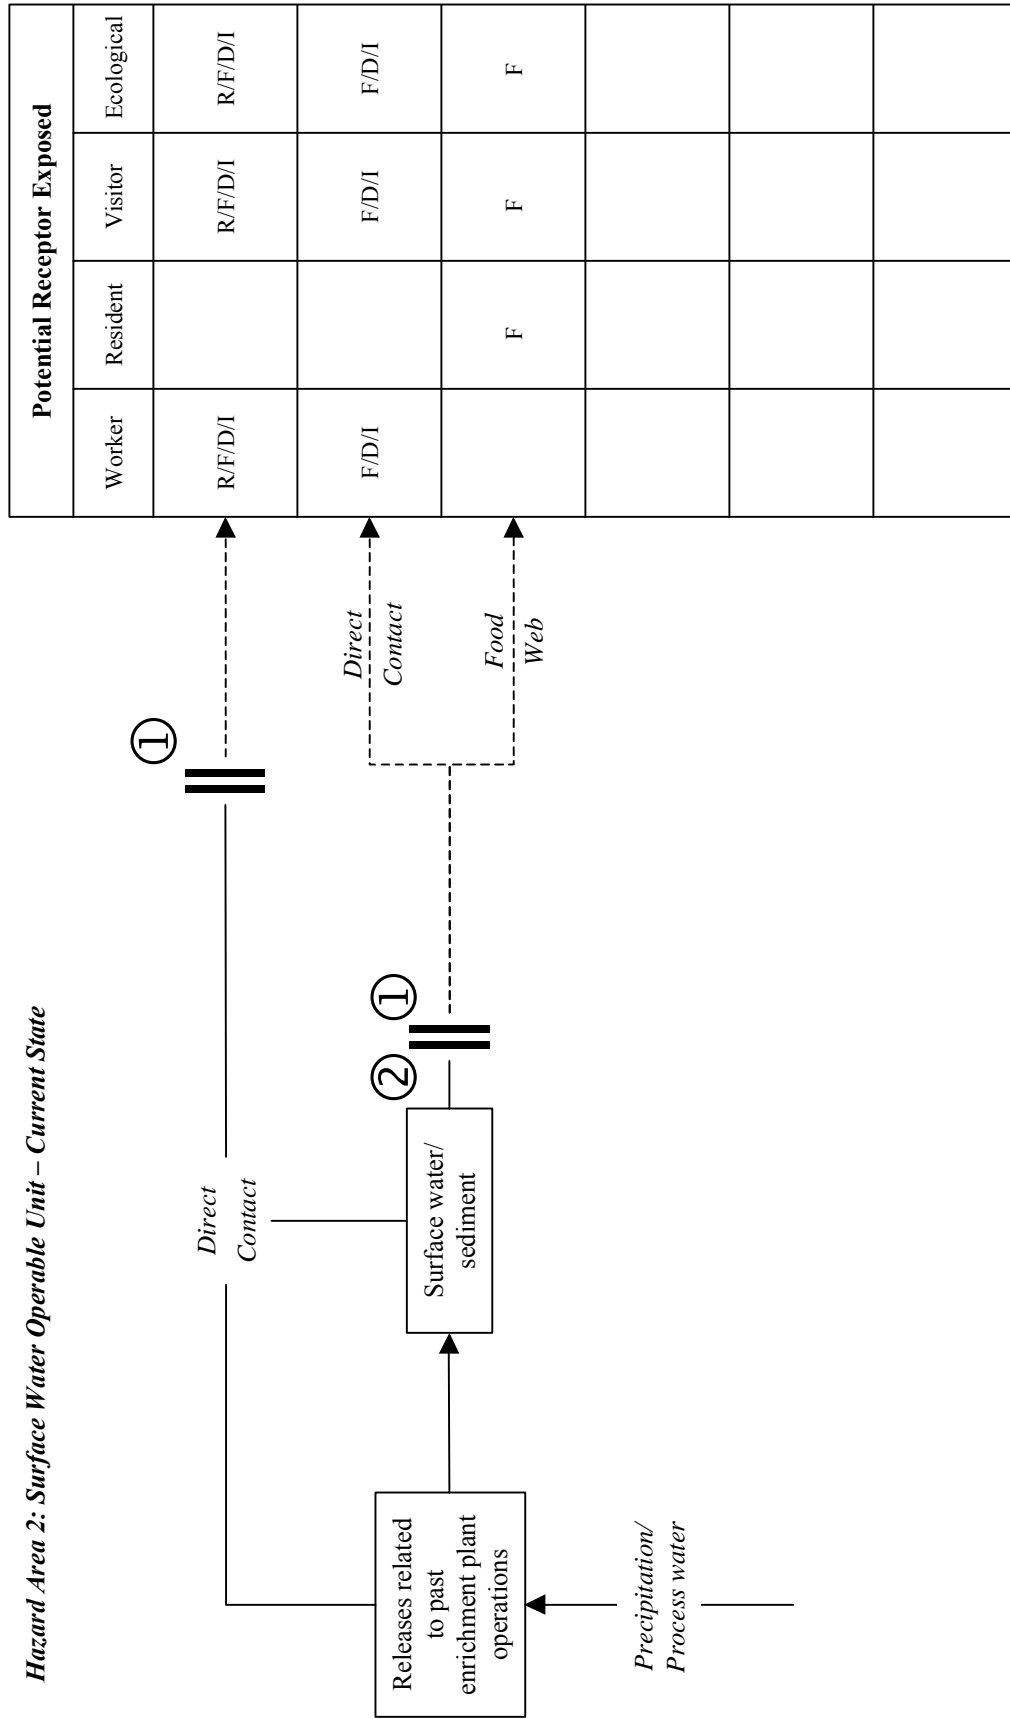 Hazard Area 2: Surface Water Operable Unit – Current State
Potential Receptor Exposed
Worker
Resident
Visitor
Ecological
R/F/D/I
R/F/D/I
R/F/D/I
F/D/I
F/D/I
F/D/I
F
F
F
Direct
Contact
①
Direct
Contact
Food
Web
②
①
Surface water/
sediment
Releases related
to past
enrichment plant
operations
Precipitation/
Process water